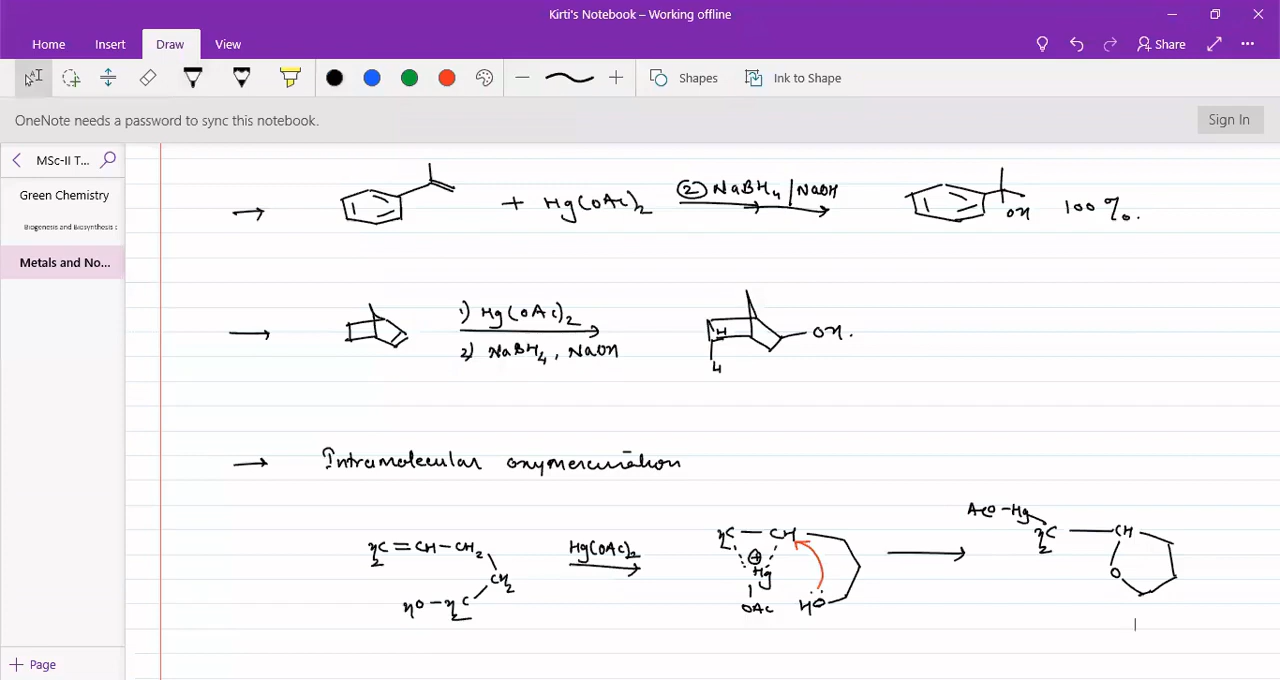 Kirti's Notebook – Working offline
Home Insert Draw View
Share
Shapes Ink to Shape
OneNote needs a password to sync this notebook.
Sign In
MSc-II T...
Green Chemistry
Biogenesis and Biosynthesis
Metals and No...
Page
→ + Hg(OAc)2 ② NaBH4/NaOH OH 100 %.
→ 1) Hg(OAc)2
2) NaBH4, NaOH
H OH.
H
→ Intramolecular oxymercuriation
H2C=CH-CH2
CH2
HO-H2C
Hg(OAc)2
H2C - CH
⊕
Hg
OAc HO
AcO-Hg
H2C - CH
O